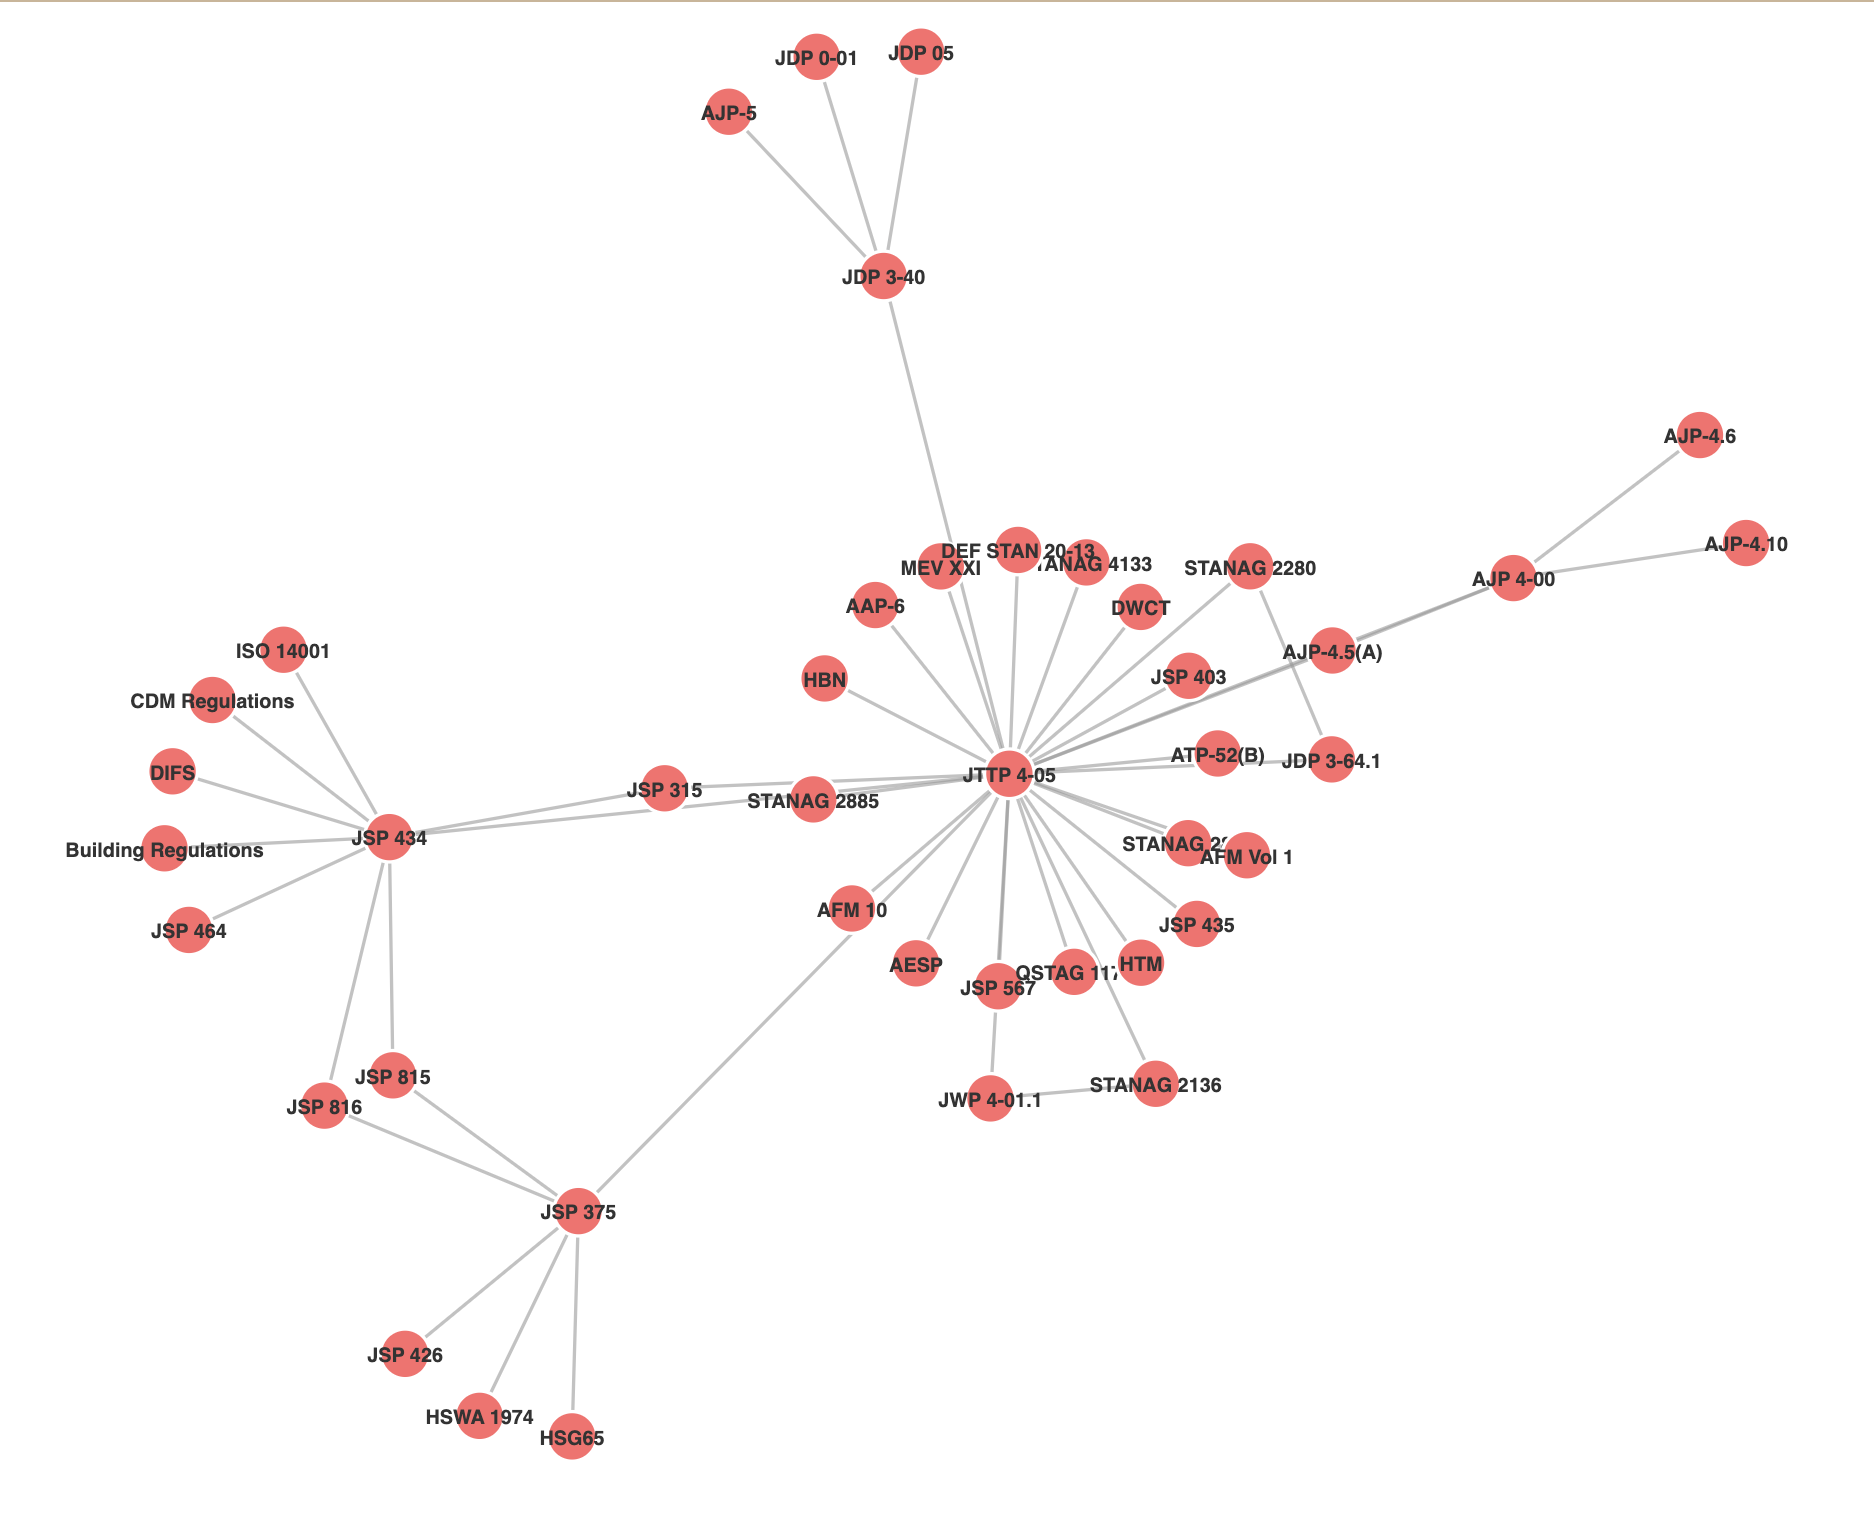 JDP 05
JDP 0-01
AJP-5
JDP 3-40
AJP-4.6
AJP-4.10
DEF STAN 20-13
TANAG 4133
MEV XXI
STANAG 2280
AJP 4-00
AAP-6
DWCT
ISO 14001
AJP-4.5(A)
JSP 403
HBN
CDM Regulations
ATP-52(B)
JDP 3-64.1
DIFS
JTTP 4-05
JSP 315
STANAG 2885
JSP 434
STANAG
Building Regulations
AFM Vol 1
AFM 10
JSP 435
JSP 464
AESP
HTM
QSTAG
JSP 567
JSP 815
STANAG 2136
JWP 4-01.1
JSP 816
JSP 375
JSP 426
HSWA 1974
HSG65